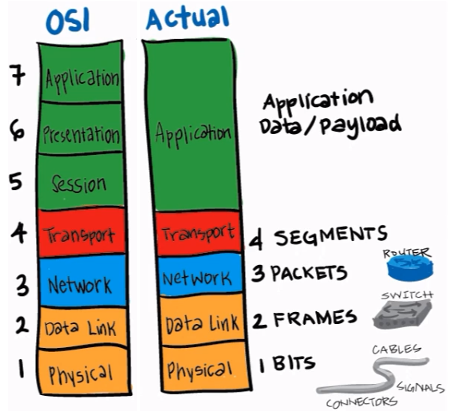 OSI
Actual
7 Application
6 Presentation
5 Session
4 Transport
3 Network
2 Data Link
1 Physical
Application
Transport
Network
Data Link
Physical
Application
Data/Payload
4 SEGMENTS
3 PACKETS
2 FRAMES
1 BITS
ROUTER
SWITCH
CABLES
SIGNALS
CONNECTORS